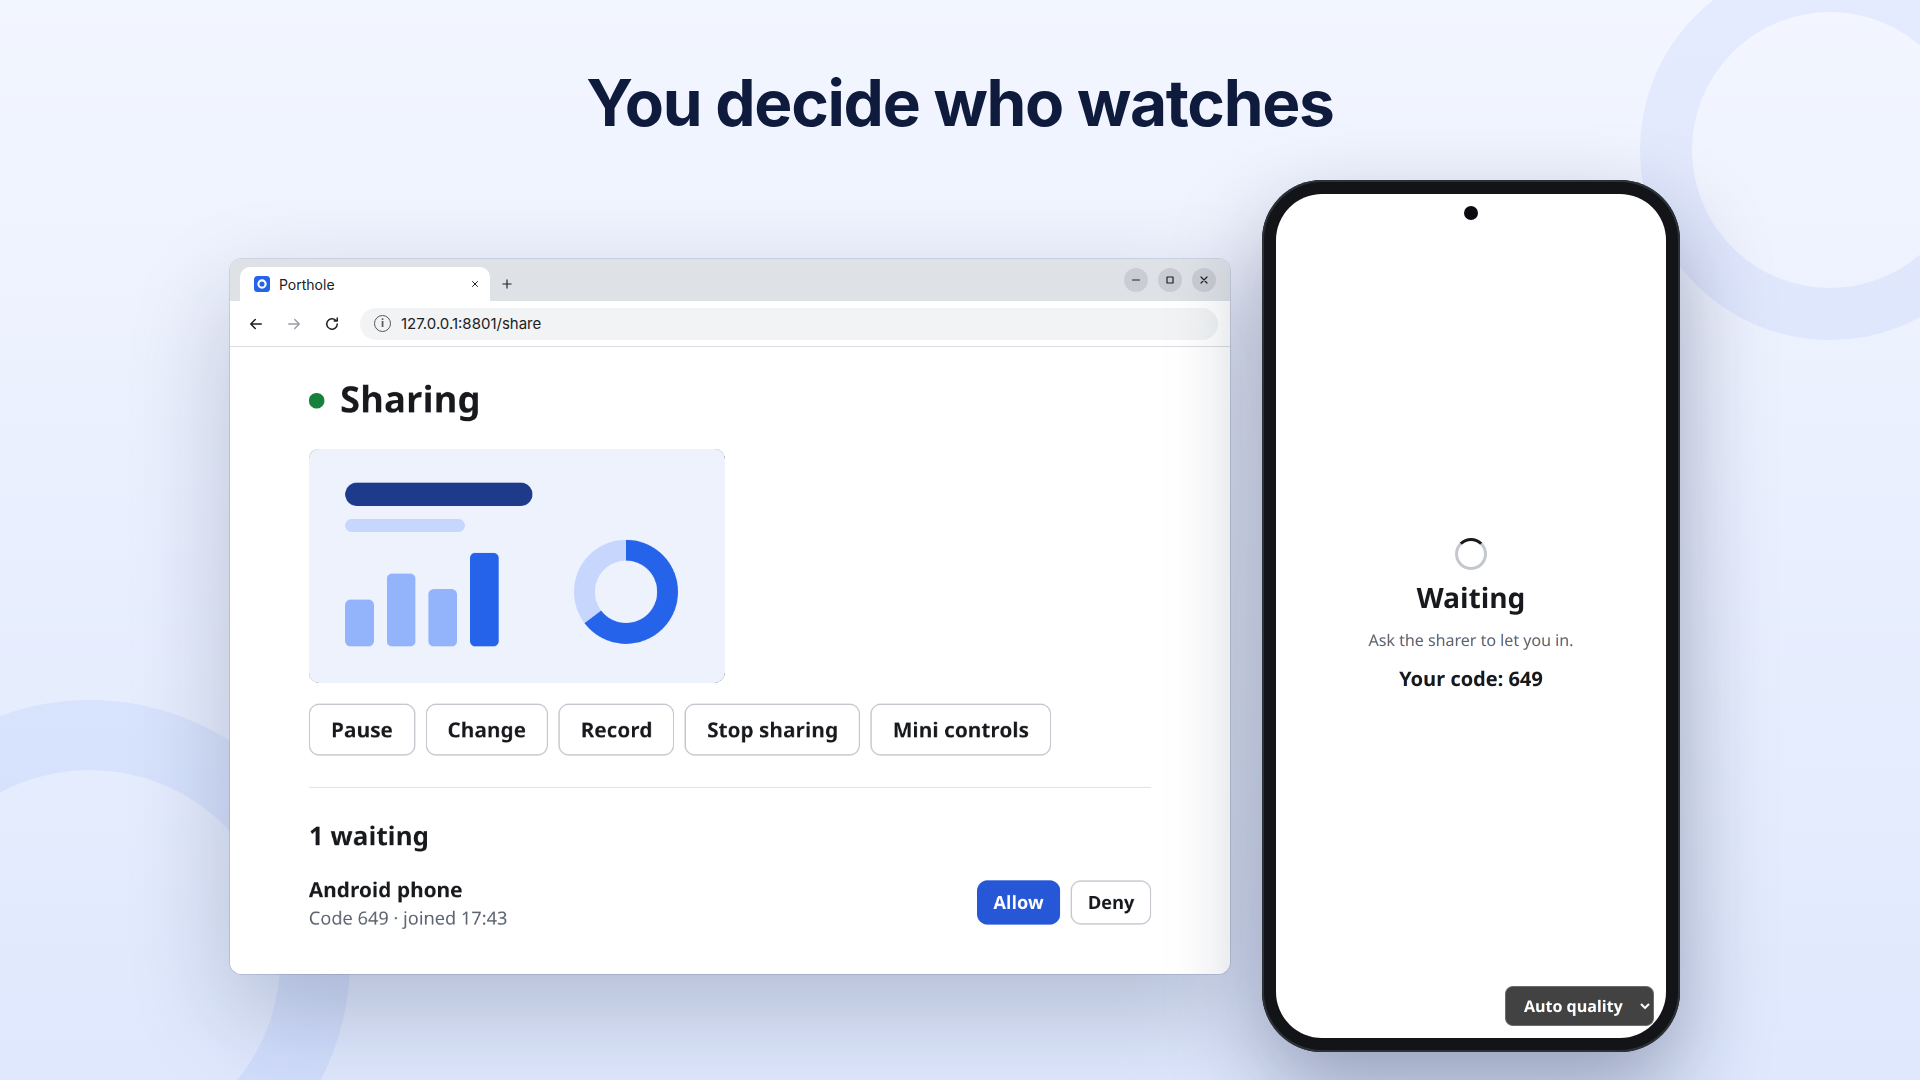 You decide who watches
Porthole
127.0.0.1:8801/share
Sharing
Pause
Change
Record
Stop sharing
Mini controls
1 waiting
Android phone
Code 649 · joined 17:43
Allow
Deny
Waiting
Ask the sharer to let you in.
Your code: 649
Auto quality